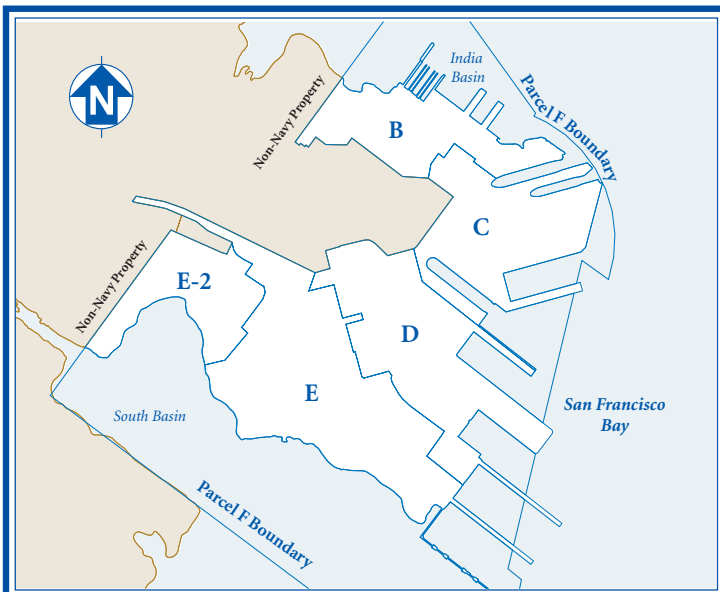 India
Basin
N
Parcel F Boundary
Non-Navy Property
B
C
Non-Navy Property
E-2
D
E
San Francisco
Bay
South Basin
Parcel F Boundary